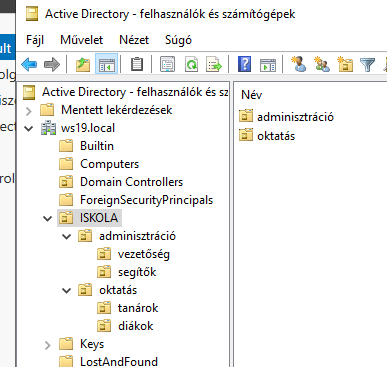 Active Directory - felhasználók és számítógépek
Fájl Művelet Nézet Súgó
Active Directory - felhasználók és sz
Mentett lekérdezések
ws19.local
Builtin
Computers
Domain Controllers
ForeignSecurityPrincipals
ISKOLA
adminisztráció
vezetőség
segítők
oktatás
tanárok
diákok
Keys
LostAndFound
Név
adminisztráció
oktatás